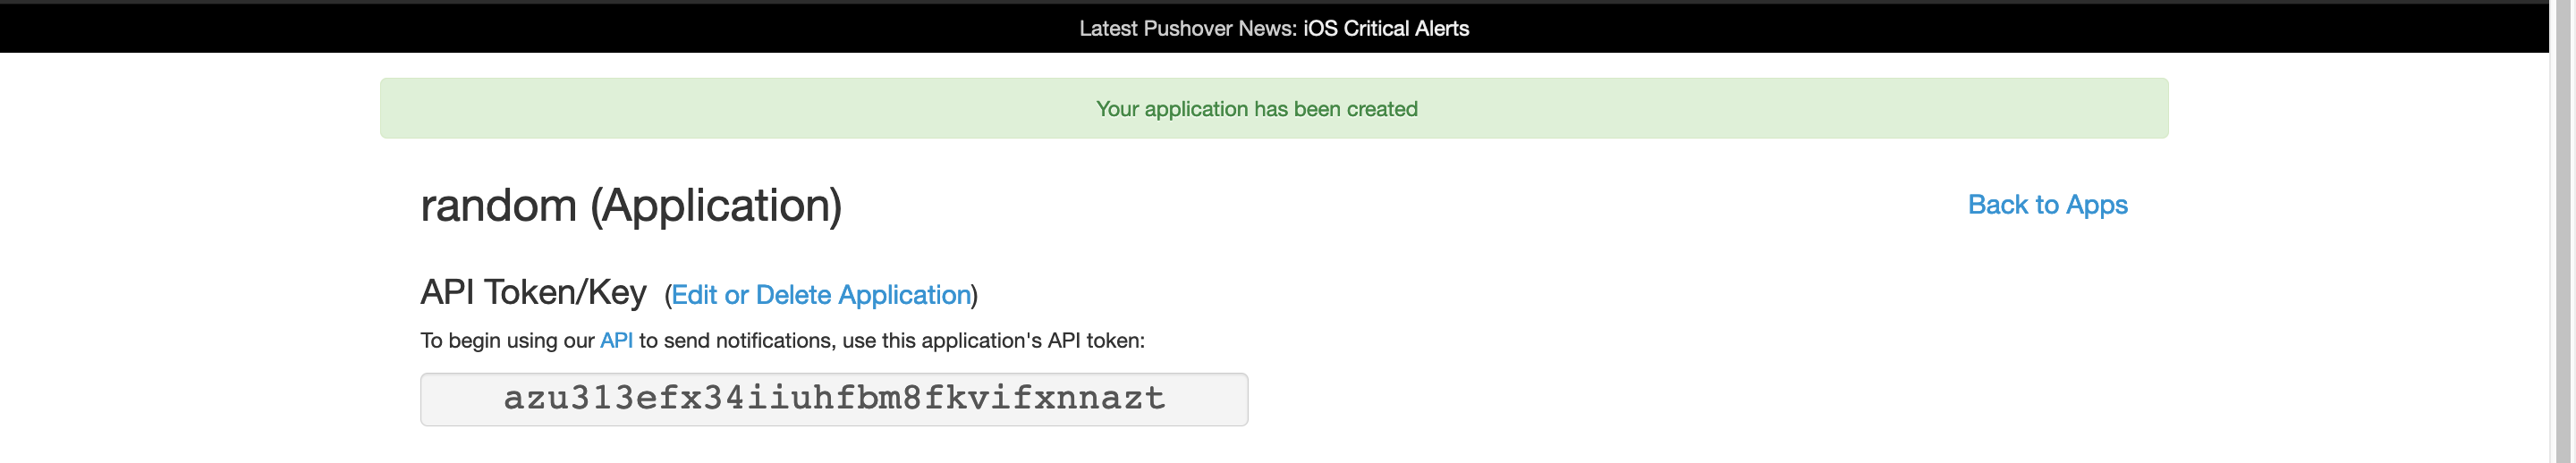 Latest Pushover News: iOS Critical Alerts
Your application has been created
random (Application)
Back to Apps
API Token/Key (Edit or Delete Application)
To begin using our API to send notifications, use this application's API token:
azu313efx34iiuhfbm8fkvifxnnazt